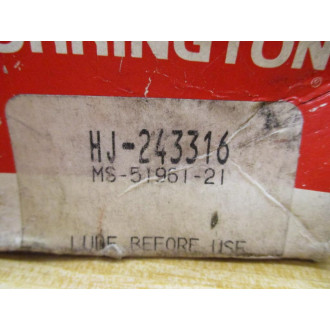 ORRINGTON
HJ-243316
MS-51961-21
LUBE BEFORE USE